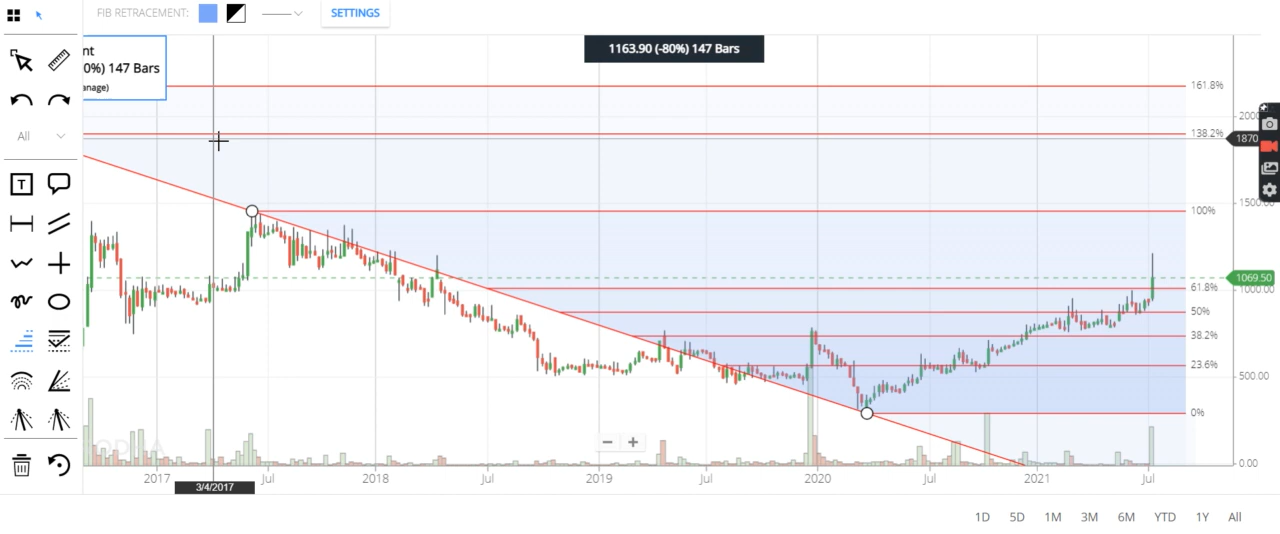 FIB RETRACEMENT:
SETTINGS
nt
0%) 147 Bars
anage)
1163.90 (-80%) 147 Bars
All
T
161.8%
138.2%
100%
61.8%
50%
38.2%
23.6%
0%
2000
1870
1500.00
1069.50
1000.00
500.00
0.00
2017
Jul
2018
Jul
2019
Jul
2020
Jul
2021
Jul
3/4/2017
1D 5D 1M 3M 6M YTD 1Y All